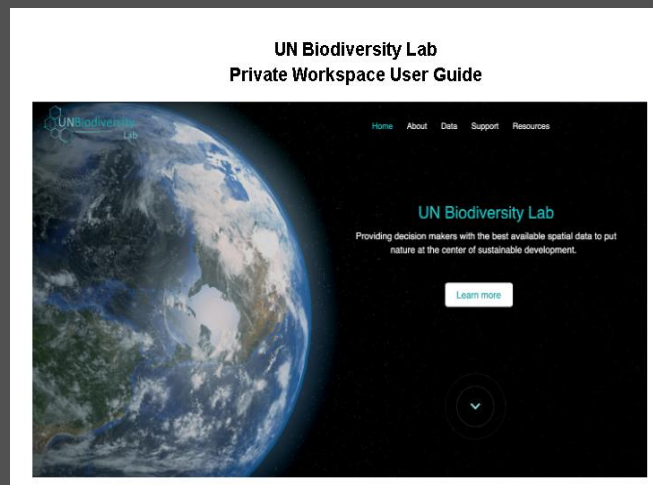 UN Biodiversity Lab
Private Workspace User Guide
UNBiodiversity
Lab
Home About Data Support Resources
UN Biodiversity Lab
Providing decision makers with the best available spatial data to put
nature at the center of sustainable development.
Learn more